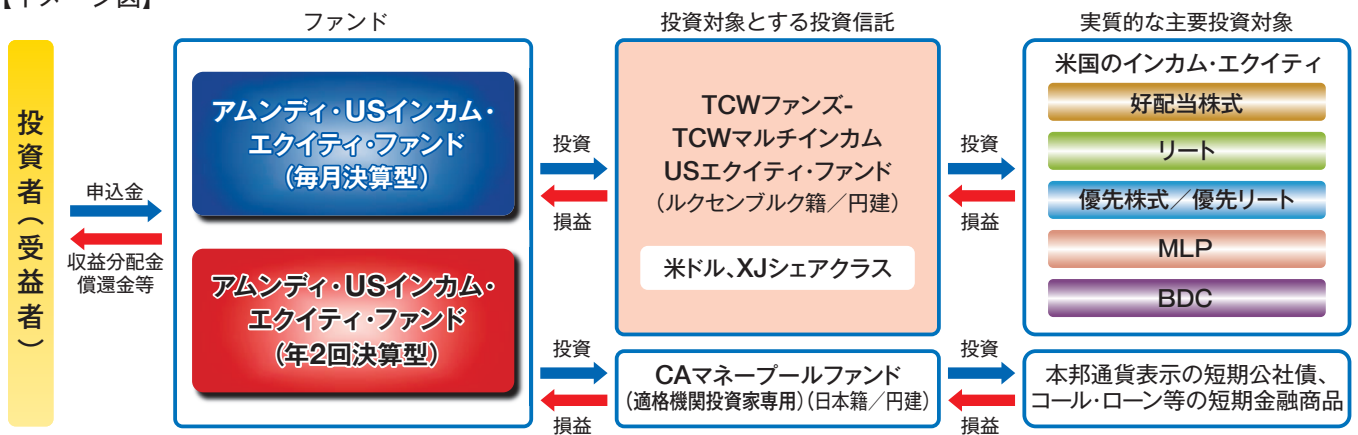 【イメージ図】
ファンド
投資対象とする投資信託
実質的な主要投資対象
投資者（受益者）
申込金
収益分配金
償還金等
アムンディ・USインカム・
エクイティ・ファンド
（毎月決算型）
アムンディ・USインカム・
エクイティ・ファンド
（年2回決算型）
投資
損益
TCWファンズ-
TCWマルチインカム
USエクイティ・ファンド
（ルクセンブルク籍／円建）
米ドル、XJシェアクラス
投資
損益
米国のインカム・エクイティ
好配当株式
リート
優先株式／優先リート
MLP
BDC
投資
損益
CAマネープールファンド
（適格機関投資家専用）（日本籍／円建）
投資
損益
本邦通貨表示の短期公社債、
コール・ローン等の短期金融商品